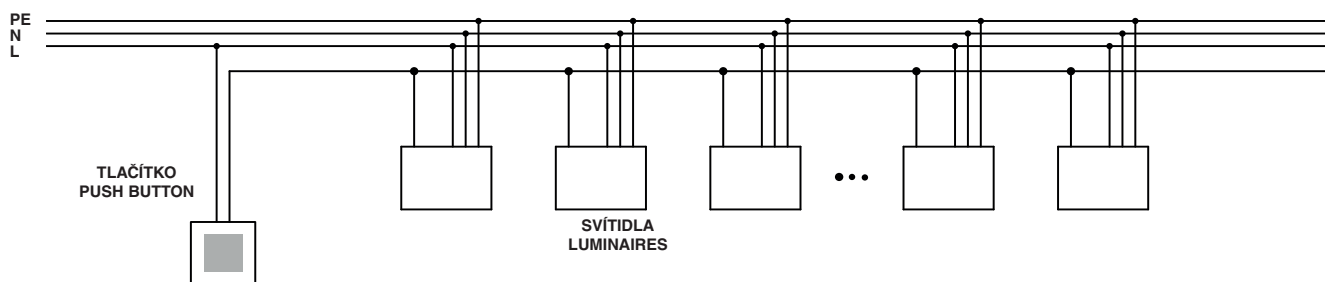 PE
N
L
TLAČÍTKO
PUSH BUTTON
SVÍTIDLA
LUMINAIRES